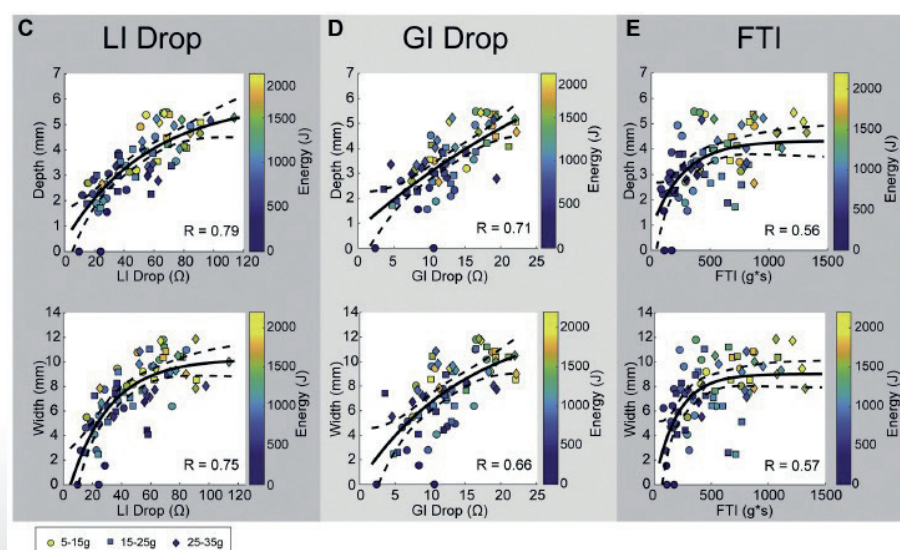 C LI Drop
D GI Drop
E FTI
7
6
5
4
3
2
1
0
Depth (mm)
0 20 40 60 80 100 120
LI Drop (Ω)
R = 0.79
2000
1500
1000
500
0
Energy (J)
7
6
5
4
3
2
1
0
Depth (mm)
0 5 10 15 20 25
GI Drop (Ω)
R = 0.71
2000
1500
1000
500
0
Energy (J)
7
6
5
4
3
2
1
0
Depth (mm)
0 500 1000 1500
FTI (g*s)
R = 0.56
2000
1500
1000
500
0
Energy (J)
14
12
10
8
6
4
2
0
Width (mm)
0 20 40 60 80 100 120
LI Drop (Ω)
R = 0.75
2000
1500
1000
500
0
Energy (J)
14
12
10
8
6
4
2
0
Width (mm)
0 5 10 15 20 25
GI Drop (Ω)
R = 0.66
2000
1500
1000
500
0
Energy (J)
14
12
10
8
6
4
2
0
Width (mm)
0 500 1000 1500
FTI (g*s)
R = 0.57
2000
1500
1000
500
0
Energy (J)
5-15g 15-25g 25-35g